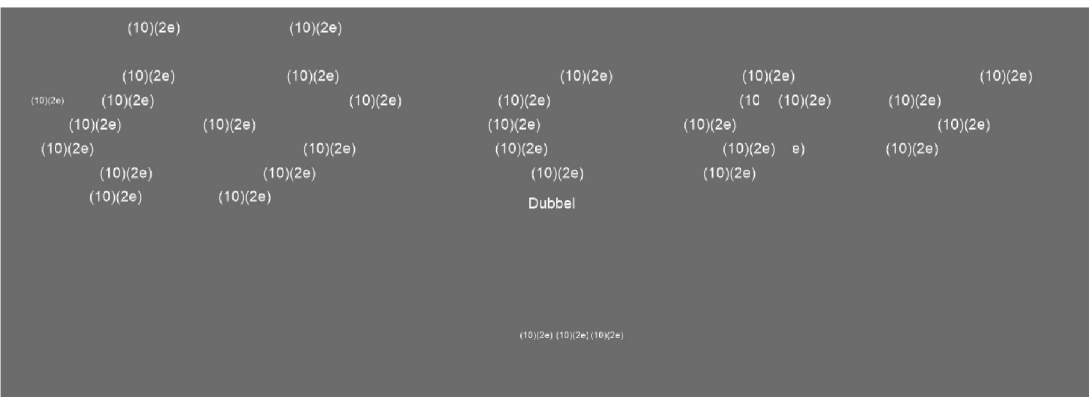 (10)(2e) (10)(2e)
(10)(2e) (10)(2e) (10)(2e) (10)(2e) (10)(2e)
(10)(2e) (10)(2e) (10)(2e) (10)(2e) (10 (10)(2e) (10)(2e)
(10)(2e) (10)(2e) (10)(2e) (10)(2e) (10)(2e)
(10)(2e) (10)(2e) (10)(2e) (10)(2e) e) (10)(2e)
(10)(2e) (10)(2e) (10)(2e) (10)(2e)
(10)(2e) (10)(2e)
Dubbel
(10)(2e) (10)(2e( (10)(2e)